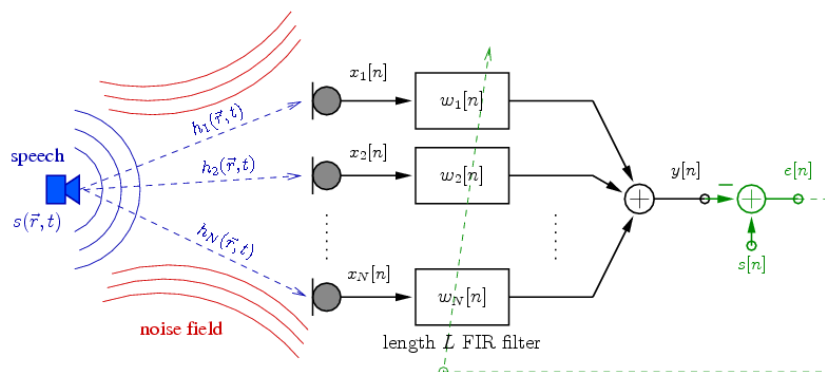 x₁[n]
w₁[n]
h₁(r⃗, t)
speech
x₂[n]
h₂(r⃗, t)
w₂[n]
y[n]
e[n]
−
+
+
s(r⃗, t)
h_N(r⃗, t)
s[n]
x_N[n]
w_N[n]
noise field
length L FIR filter